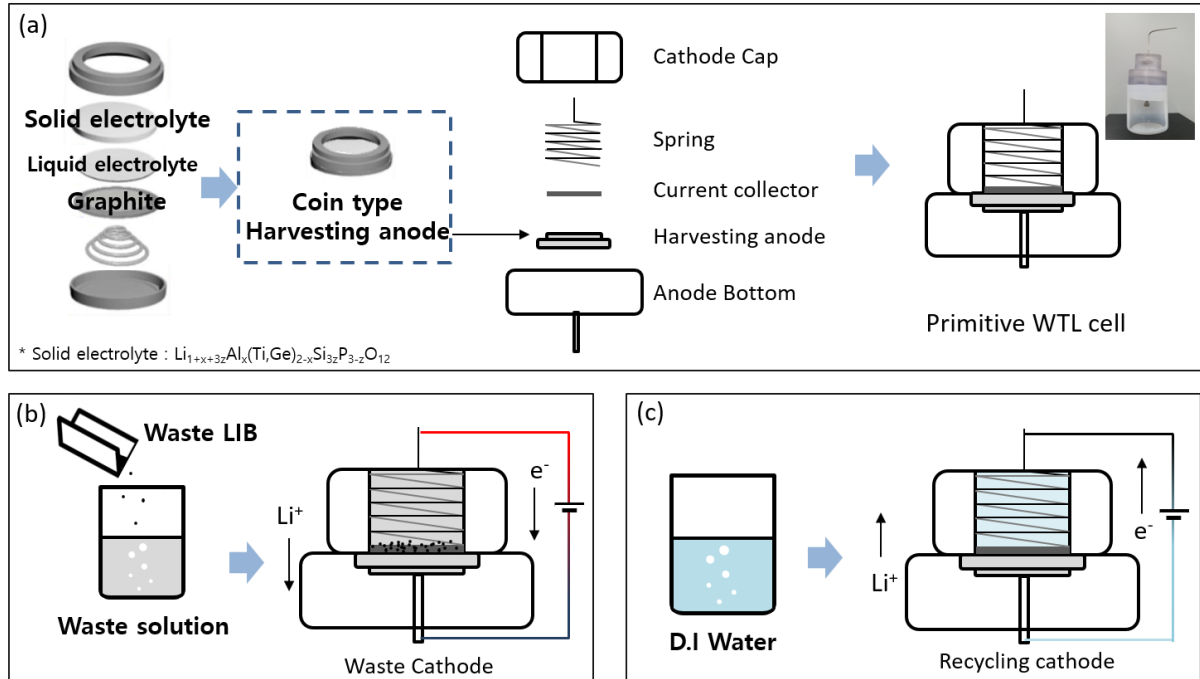 (a)
Solid electrolyte
Liquid electrolyte
Graphite
Coin type
Harvesting anode
Cathode Cap
Spring
Current collector
Harvesting anode
Anode Bottom
Primitive WTL cell
* Solid electrolyte : Li₁₊ₓ₊₃zAlₓ(Ti,Ge)₂₋ₓSi₃zP₃₋zO₁₂
(b)
Waste LIB
Waste solution
Li⁺
e⁻
Waste Cathode
(c)
D.I Water
Li⁺
e⁻
Recycling cathode